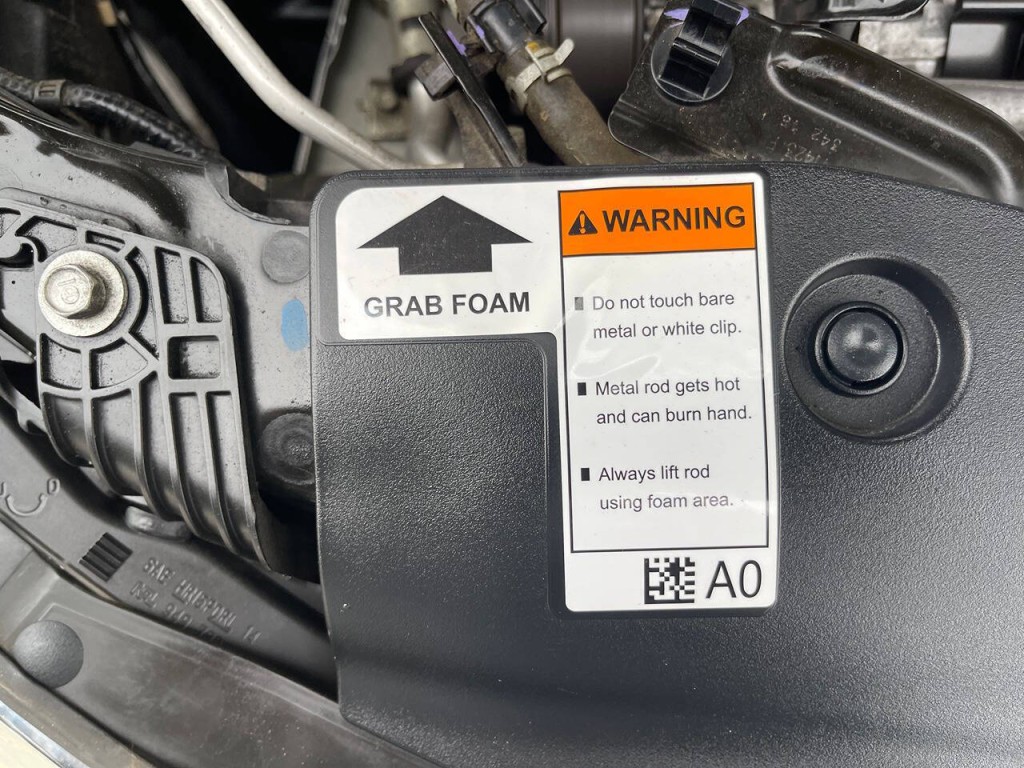 GRAB FOAM
WARNING
Do not touch bare
metal or white clip.
Metal rod gets hot
and can burn hand.
Always lift rod
using foam area.
A0
342